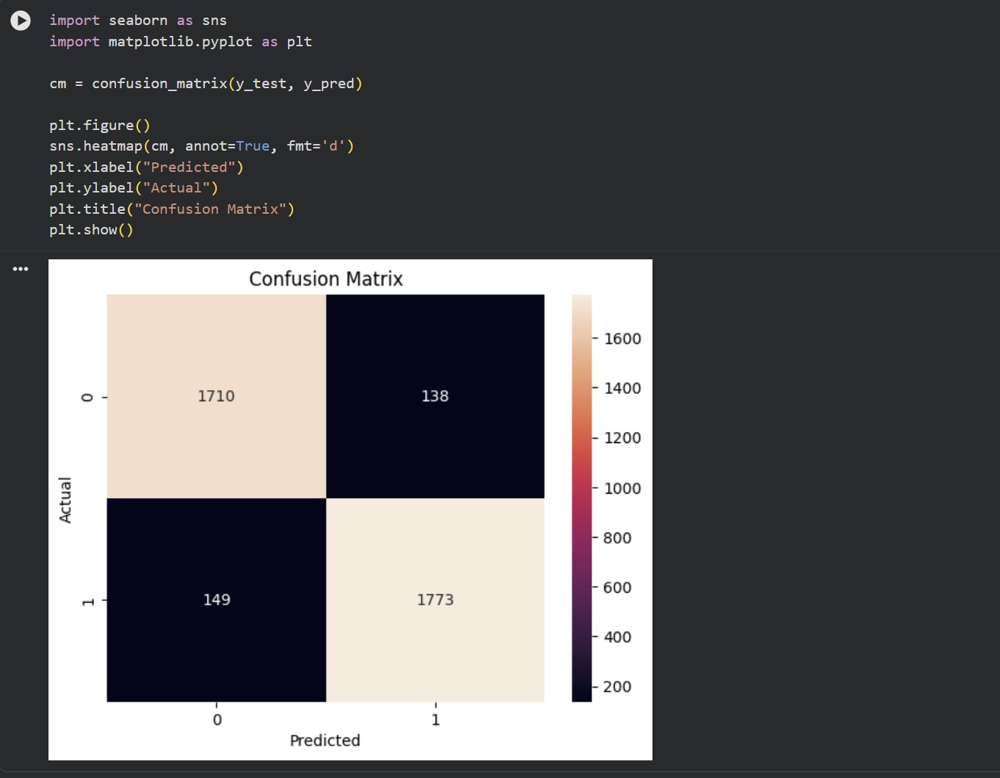 import seaborn as sns
import matplotlib.pyplot as plt
cm = confusion_matrix(y_test, y_pred)
plt.figure()
sns.heatmap(cm, annot=True, fmt='d')
plt.xlabel("Predicted")
plt.ylabel("Actual")
plt.title("Confusion Matrix")
plt.show()
Confusion Matrix
1600
1400
1200
1000
800
600
400
200
0
1710
138
Actual
1
149
1773
0
1
Predicted